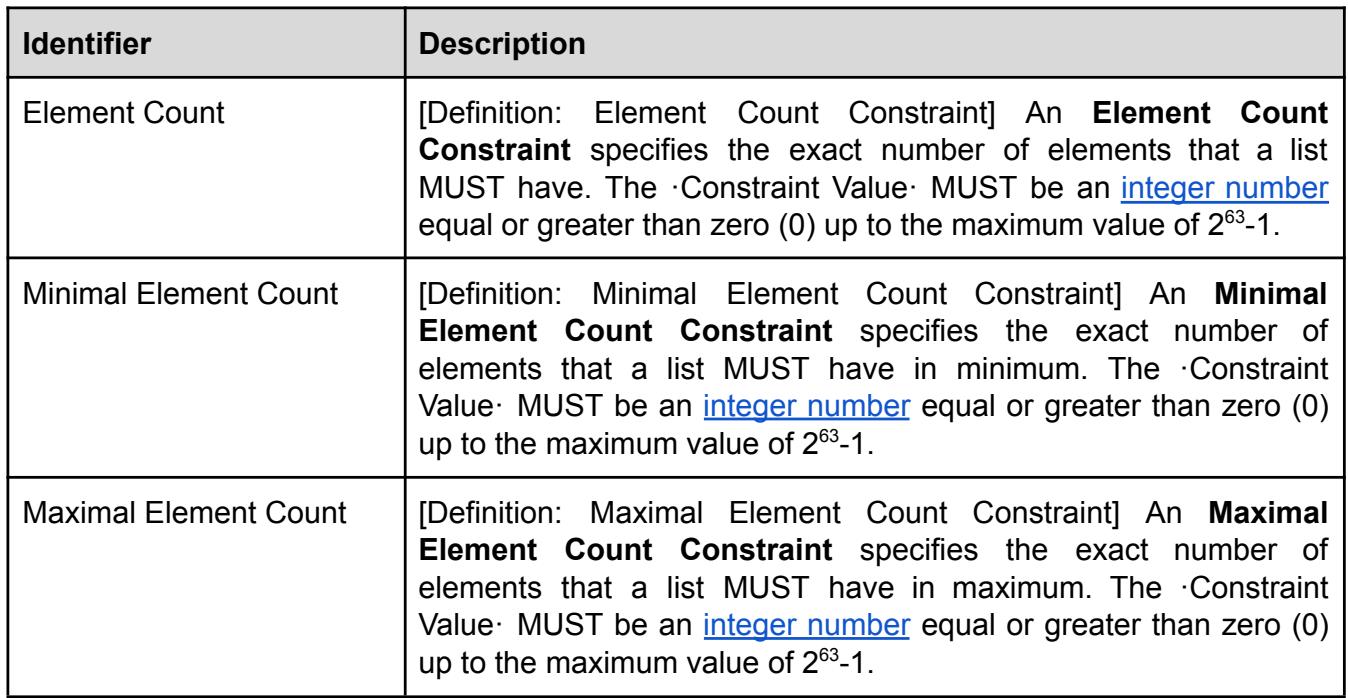 Identifier Description
Element Count [Definition: Element Count Constraint] An Element Count
Constraint specifies the exact number of elements that a list
MUST have. The ·Constraint Value· MUST be an integer number
equal or greater than zero (0) up to the maximum value of 2⁶³-1.
Minimal Element Count [Definition: Minimal Element Count Constraint] An Minimal
Element Count Constraint specifies the exact number of
elements that a list MUST have in minimum. The ·Constraint
Value· MUST be an integer number equal or greater than zero (0)
up to the maximum value of 2⁶³-1.
Maximal Element Count [Definition: Maximal Element Count Constraint] An Maximal
Element Count Constraint specifies the exact number of
elements that a list MUST have in maximum. The ·Constraint
Value· MUST be an integer number equal or greater than zero (0)
up to the maximum value of 2⁶³-1.